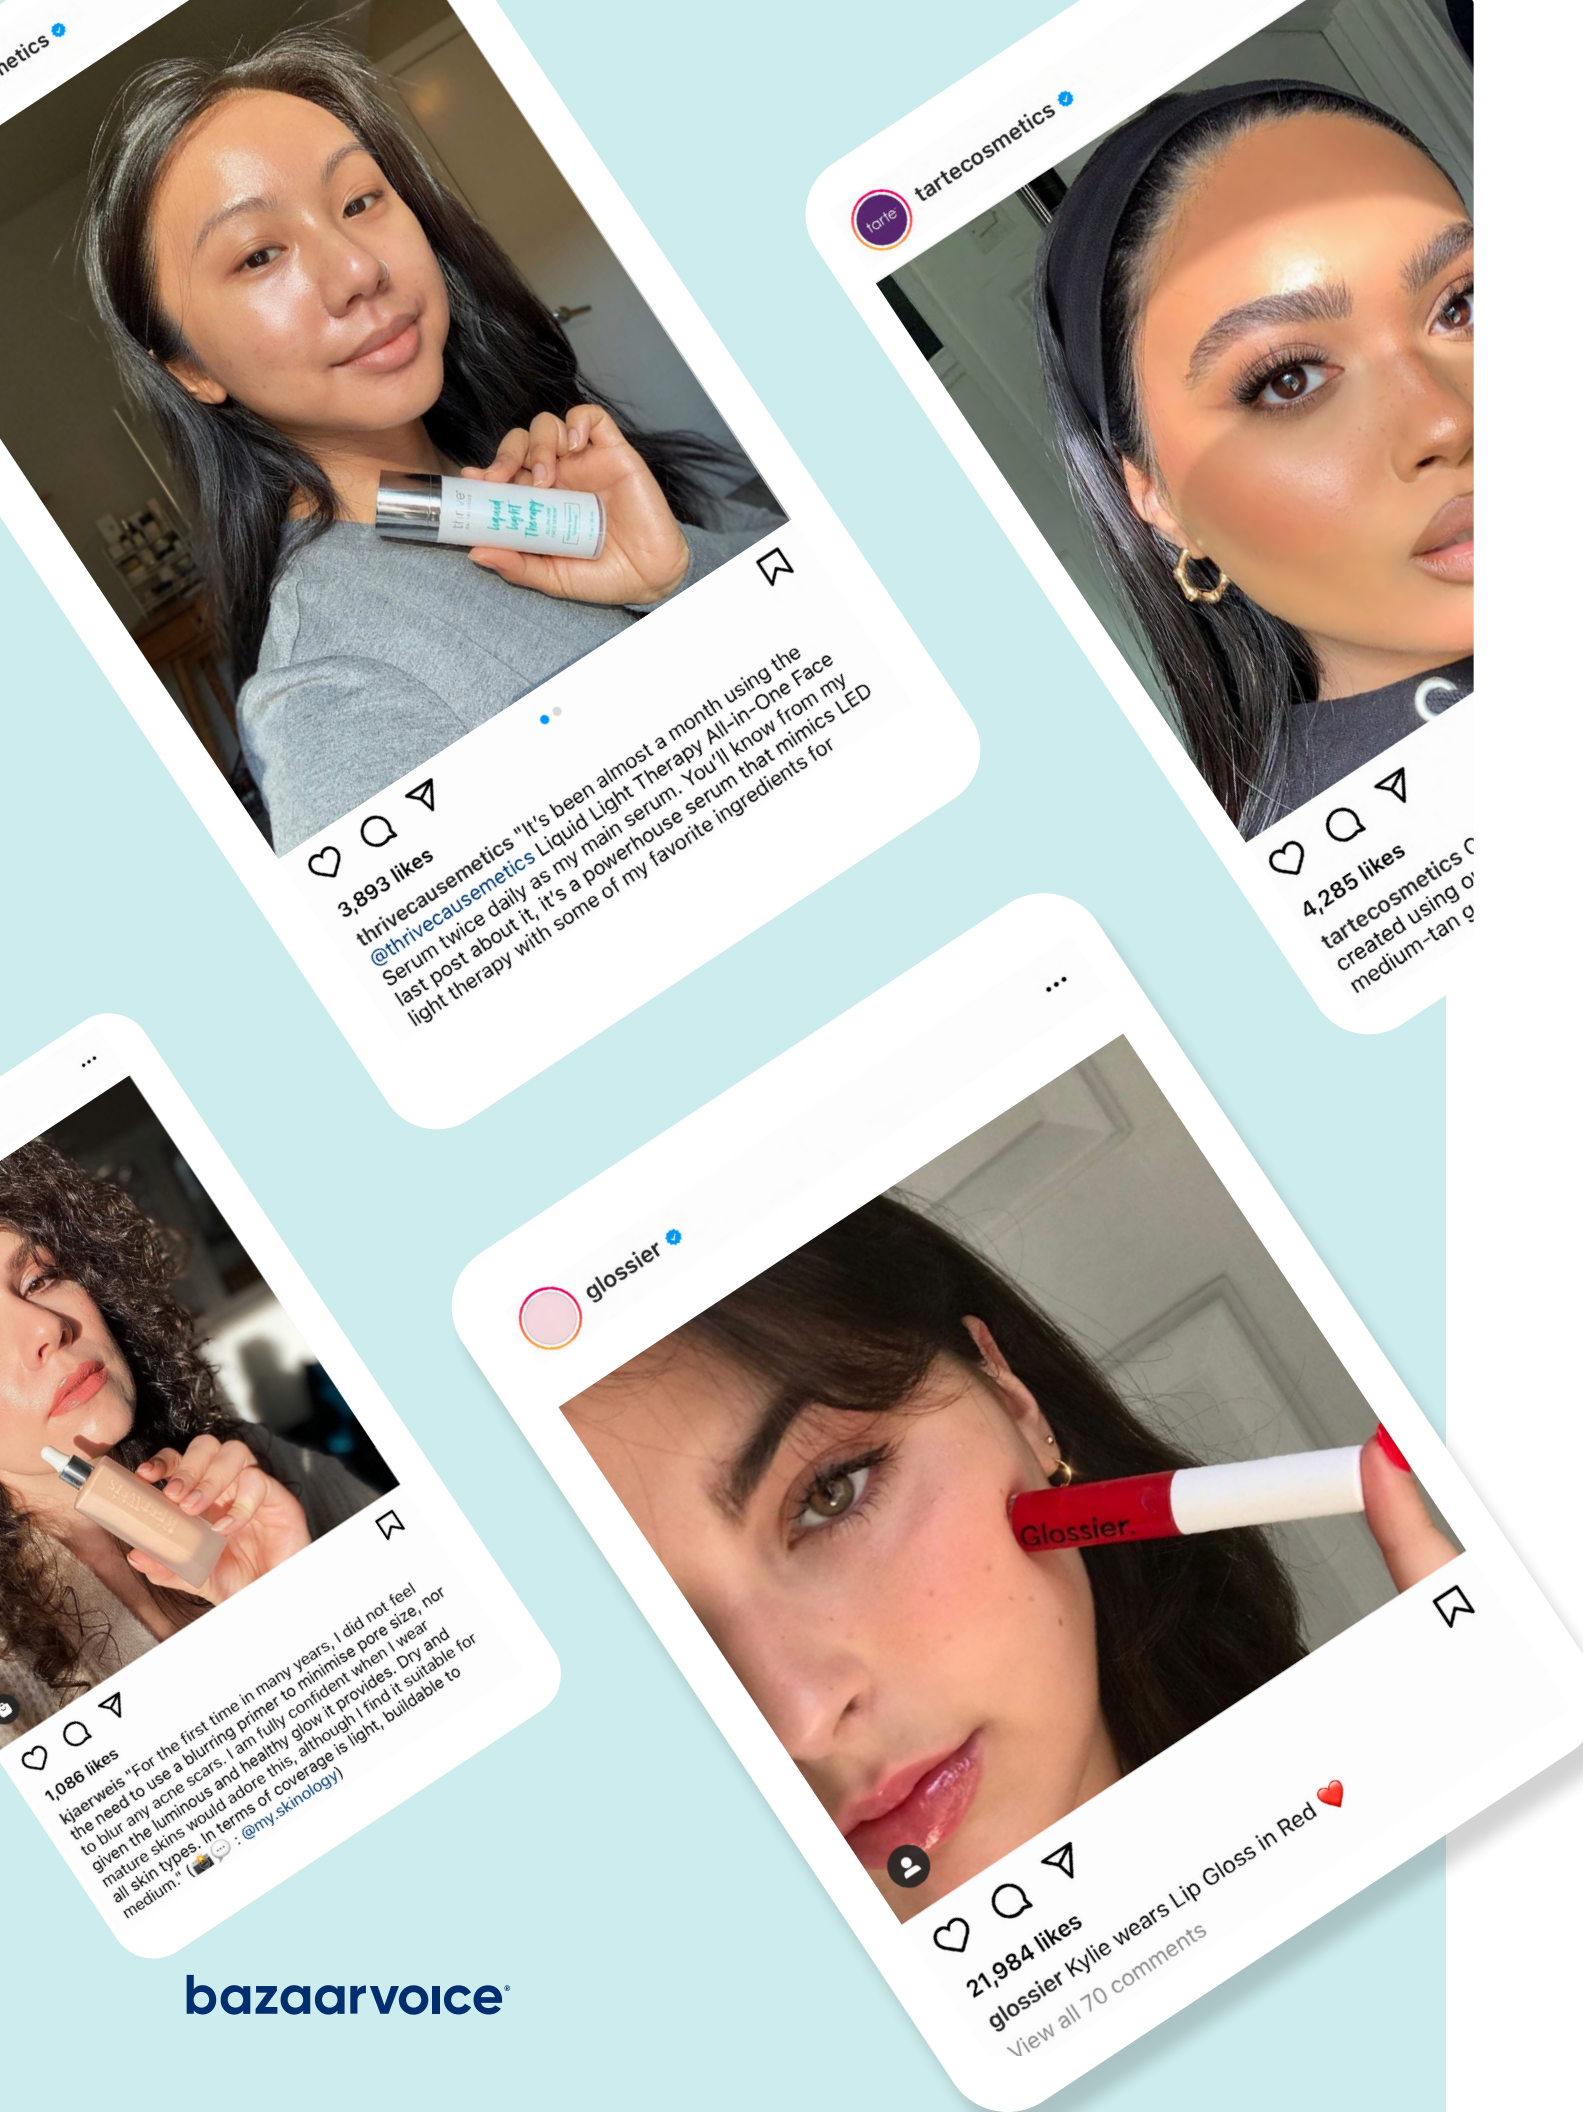 tartecosmetics
tarte
thrive
liquid
light
Therapy
3,893 likes
thrivecausemetics "It's been almost a month using the
@thrivecausemetics Liquid Light Therapy All-in-One Face
Serum twice daily as my main serum. You'll know from my
last post about it, it's a powerhouse serum that mimics LED
light therapy with some of my favorite ingredients for
4,285 likes
tartecosmetics
created using
medium-tan
1,086 likes
kjaerweis "For the first time in many years, I did not feel
the need to use a blurring primer to minimise pore size, nor
to blur any acne scars. I am fully confident when I wear
given the luminous and healthy glow it provides. Dry and
mature skins would adore this, although I find it suitable for
all skin types. In terms of coverage is light, buildable to
medium." (📸💬 : @my.skinology)
glossier
Glossier.
21,984 likes
glossier Kylie wears Lip Gloss in Red ❤️
View all 70 comments
bazaarvoice